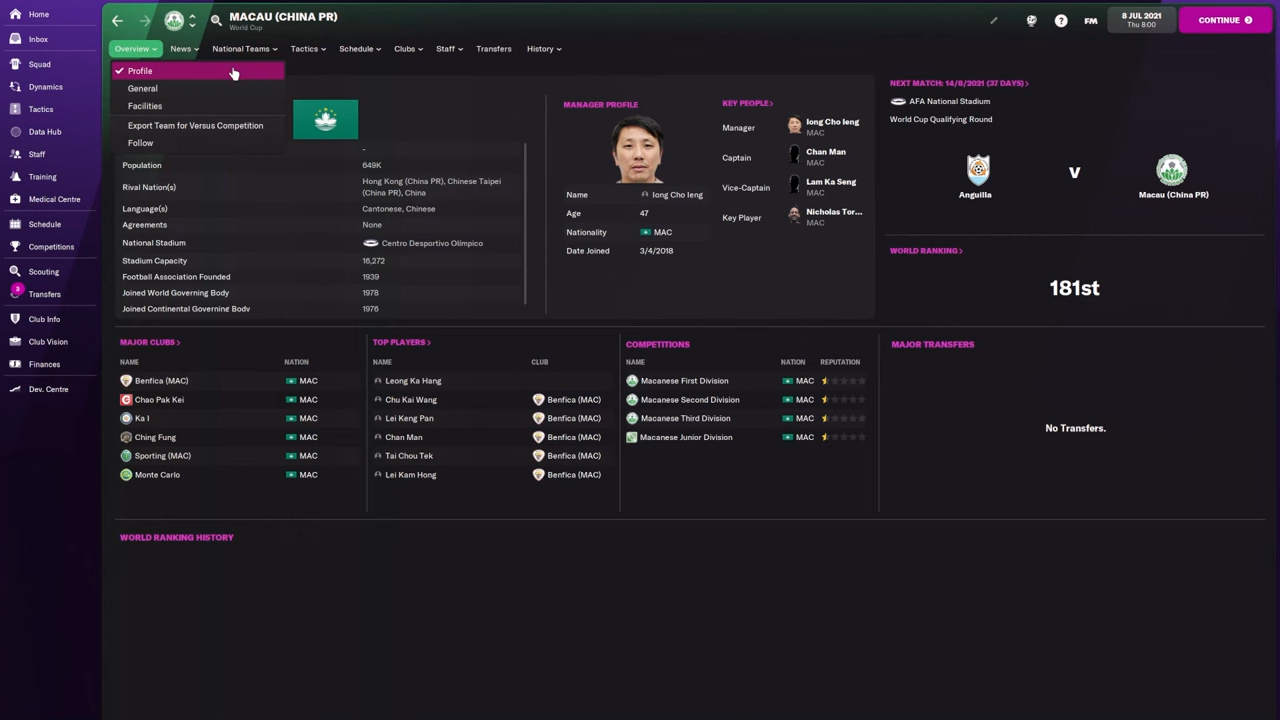 Home
Inbox
Squad
Dynamics
Tactics
Data Hub
Staff
Training
Medical Centre
Schedule
Competitions
Scouting
3
Transfers
Club Info
Club Vision
Finances
Dev. Centre
MACAU (CHINA PR)
World Cup
FM
8 JUL 2021
Thu 8:00
CONTINUE
Overview News National Teams Tactics Schedule Clubs Staff Transfers History
Profile
General
Facilities
Export Team for Versus Competition
Follow
-
Population 649K
Rival Nation(s) Hong Kong (China PR), Chinese Taipei
(China PR), China
Language(s) Cantonese, Chinese
Agreements None
National Stadium Centro Desportivo Olímpico
Stadium Capacity 16,272
Football Association Founded 1939
Joined World Governing Body 1978
Joined Continental Governing Body 1976
MANAGER PROFILE
Name Iong Cho Ieng
Age 47
Nationality MAC
Date Joined 3/4/2018
KEY PEOPLE
Manager Iong Cho Ieng
MAC
Captain Chan Man
MAC
Vice-Captain Lam Ka Seng
MAC
Key Player Nicholas Tor...
MAC
NEXT MATCH: 14/8/2021 (37 DAYS)
AFA National Stadium
World Cup Qualifying Round
Anguilla v Macau (China PR)
WORLD RANKING
181st
MAJOR CLUBS
NAME NATION
Benfica (MAC) MAC
Chao Pak Kei MAC
Ka I MAC
Ching Fung MAC
Sporting (MAC) MAC
Monte Carlo MAC
TOP PLAYERS
NAME CLUB
Leong Ka Hang
Chu Kai Wang Benfica (MAC)
Lei Keng Pan Benfica (MAC)
Chan Man Benfica (MAC)
Tai Chou Tek Benfica (MAC)
Lei Kam Hong Benfica (MAC)
COMPETITIONS
NAME NATION REPUTATION
Macanese First Division MAC
Macanese Second Division MAC
Macanese Third Division MAC
Macanese Junior Division MAC
MAJOR TRANSFERS
No Transfers.
WORLD RANKING HISTORY